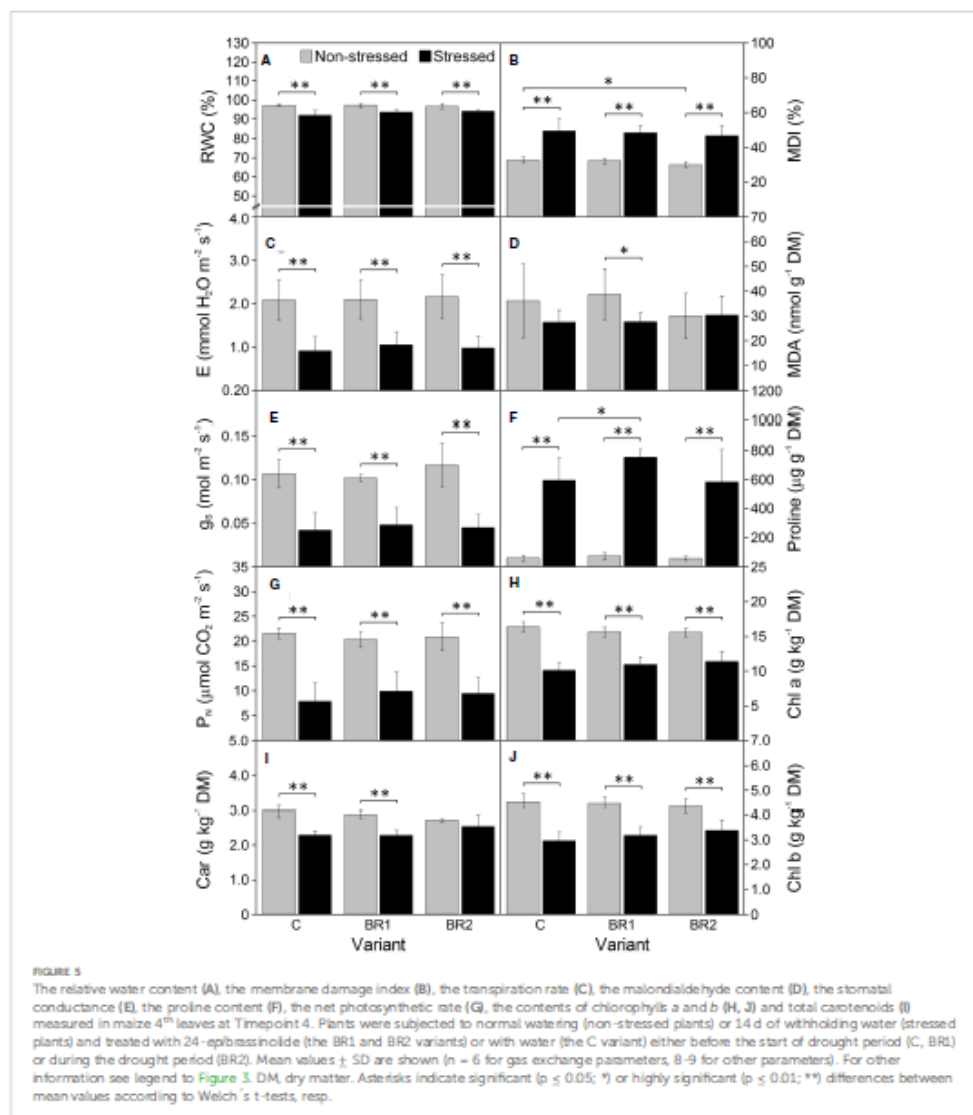 130
120
110
100
90
80
70
60
50
RWC (%)
A
Non-stressed
Stressed
** ** **
B
*
** ** **
100
80
60
40
20
MDI (%)
4.0
3.0
2.0
1.0
E (mmol H₂O m⁻² s⁻¹)
C
** ** **
D
*
70
60
50
40
30
20
10
MDA (nmol g⁻¹ DM)
0.20
0.15
0.10
0.05
gₛ (mol m⁻² s⁻¹)
E
** ** **
F
*
** ** **
1200
1000
800
600
400
200
Proline (µg g⁻¹ DM)
35
30
25
20
15
10
5
P_N (µmol CO₂ m⁻² s⁻¹)
G
** ** **
H
** ** **
25
20
15
10
5
Chl a (g kg⁻¹ DM)
5.0
4.0
3.0
2.0
1.0
0
Car (g kg⁻¹ DM)
I
** **
J
** ** **
7.0
6.0
5.0
4.0
3.0
2.0
1.0
0
Chl b (g kg⁻¹ DM)
C BR1 BR2
Variant
C BR1 BR2
Variant
FIGURE 5
The relative water content (A), the membrane damage index (B), the transpiration rate (C), the malondialdehyde content (D), the stomatal
conductance (E), the proline content (F), the net photosynthetic rate (G), the contents of chlorophylls a and b (H, J) and total carotenoids (I)
measured in maize 4th leaves at Timepoint 4. Plants were subjected to normal watering (non-stressed plants) or 14 d of withholding water (stressed
plants) and treated with 24-epibrassinolide (the BR1 and BR2 variants) or with water (the C variant) either before the start of drought period (C, BR1)
or during the drought period (BR2). Mean values ± SD are shown (n = 6 for gas exchange parameters, 8-9 for other parameters). For other
information see legend to Figure 3. DM, dry matter. Asterisks indicate significant (p ≤ 0.05; *) or highly significant (p ≤ 0.01; **) differences between
mean values according to Welch´s t-tests, resp.